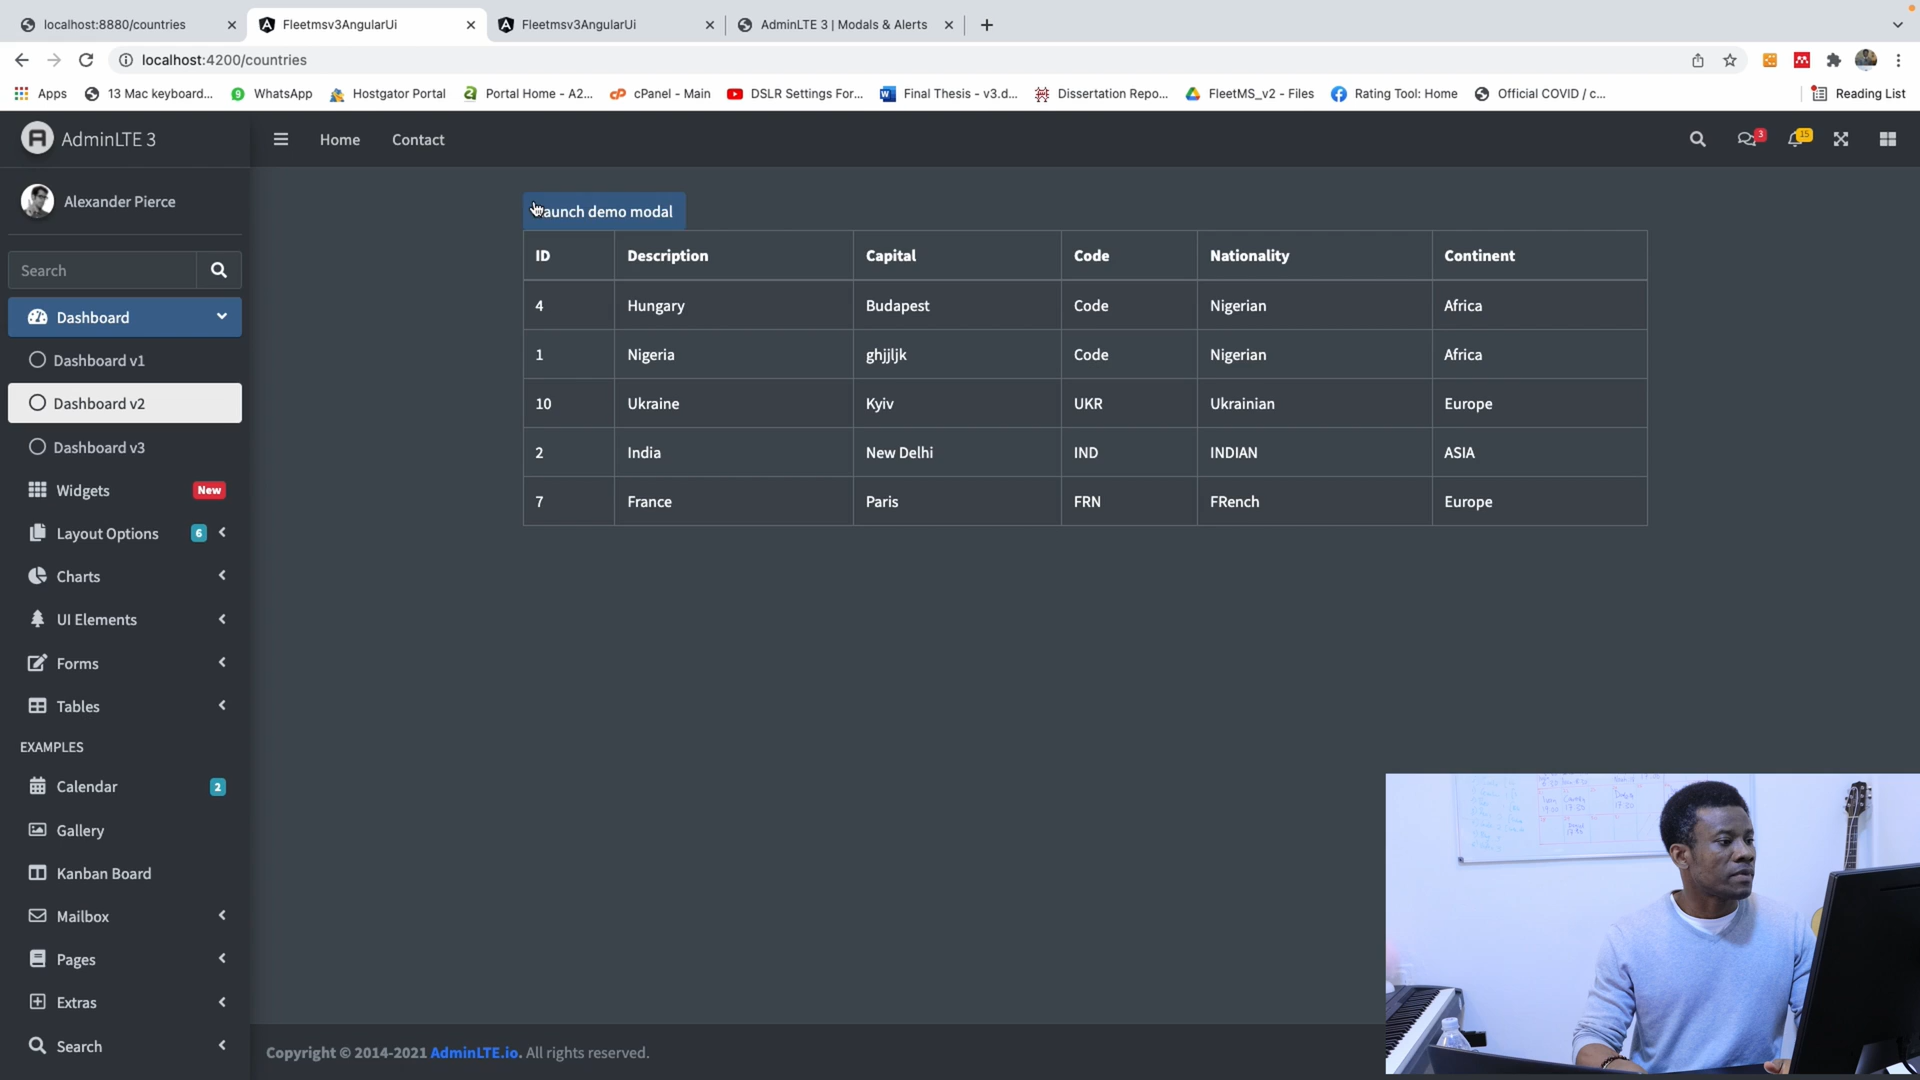 localhost:8880/countries
Fleetmsv3AngularUi
Fleetmsv3AngularUi
AdminLTE 3 | Modals & Alerts
localhost:4200/countries
Apps
13 Mac keyboard...
WhatsApp
Hostgator Portal
Portal Home - A2...
cPanel - Main
DSLR Settings For...
Final Thesis - v3.d...
Dissertation Repo...
FleetMS_v2 - Files
Rating Tool: Home
Official COVID / c...
Reading List
AdminLTE 3
Home
Contact
3
15
Alexander Pierce
aunch demo modal
Search
ID Description Capital Code Nationality Continent
4 Hungary Budapest Code Nigerian Africa
1 Nigeria ghjjljk Code Nigerian Africa
10 Ukraine Kyiv UKR Ukrainian Europe
2 India New Delhi IND INDIAN ASIA
7 France Paris FRN FRench Europe
Dashboard
Dashboard v1
Dashboard v2
Dashboard v3
Widgets New
Layout Options 6
Charts
UI Elements
Forms
Tables
EXAMPLES
Calendar 2
Gallery
Kanban Board
Mailbox
Pages
Extras
Search
Copyright © 2014-2021 AdminLTE.io. All rights reserved.